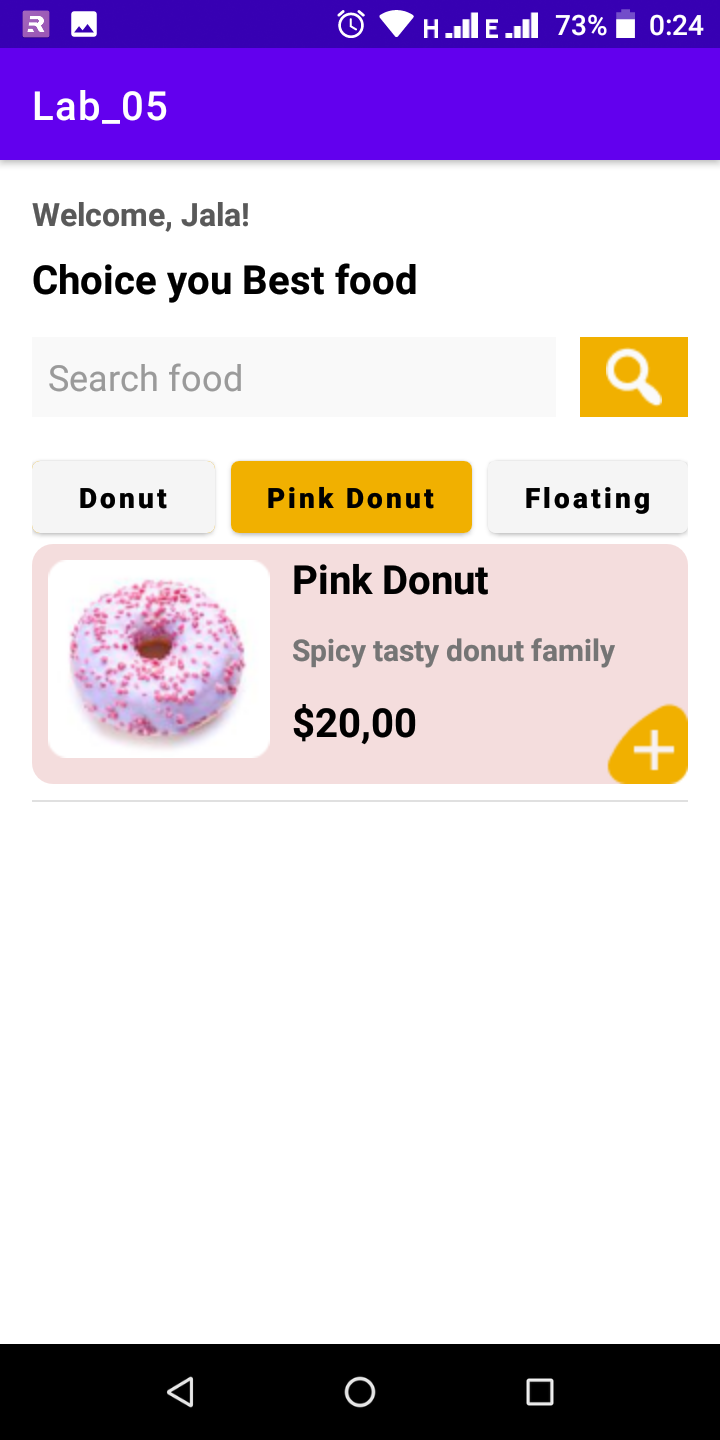 H E 73% 0:24
Lab_05
Welcome, Jala!
Choice you Best food
Search food
Donut Pink Donut Floating
Pink Donut
Spicy tasty donut family
$20,00